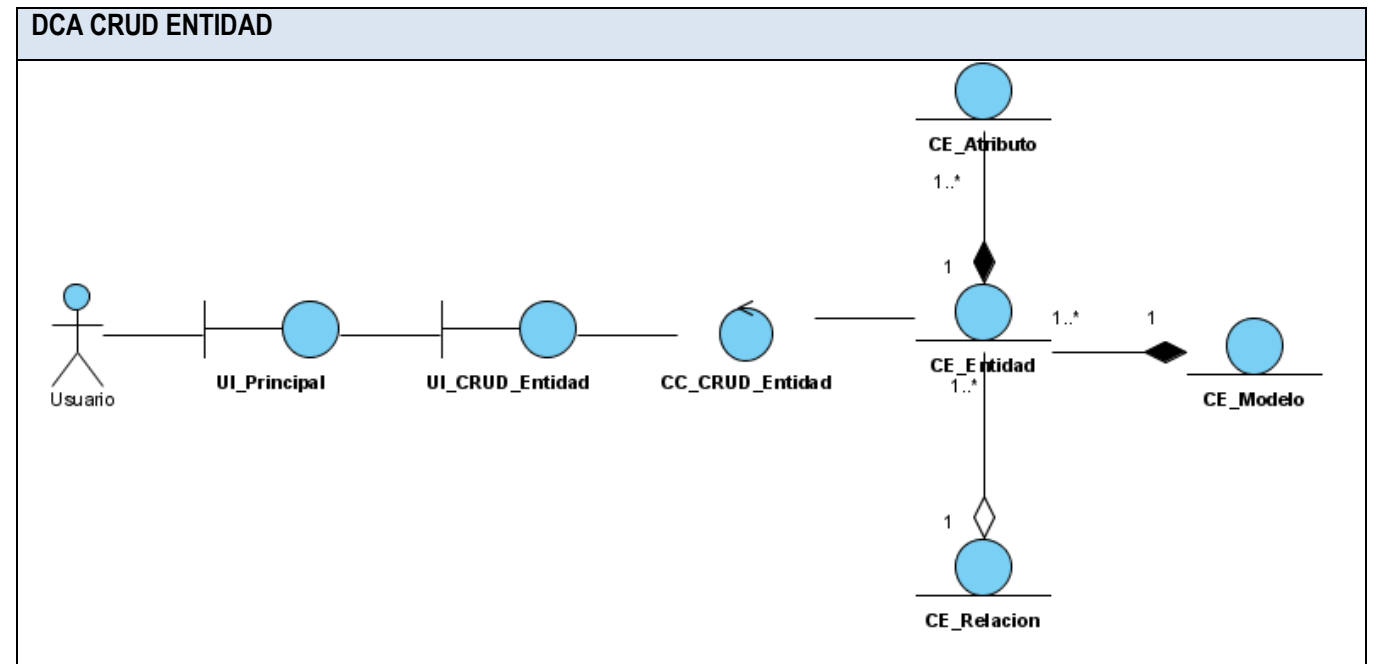 DCA CRUD ENTIDAD
CE_Atributo
1..*
1
1..*
1
Usuario
UI_Principal
UI_CRUD_Entidad
CC_CRUD_Entidad
CE_Entidad
1..*
CE_Modelo
1
CE_Relacion